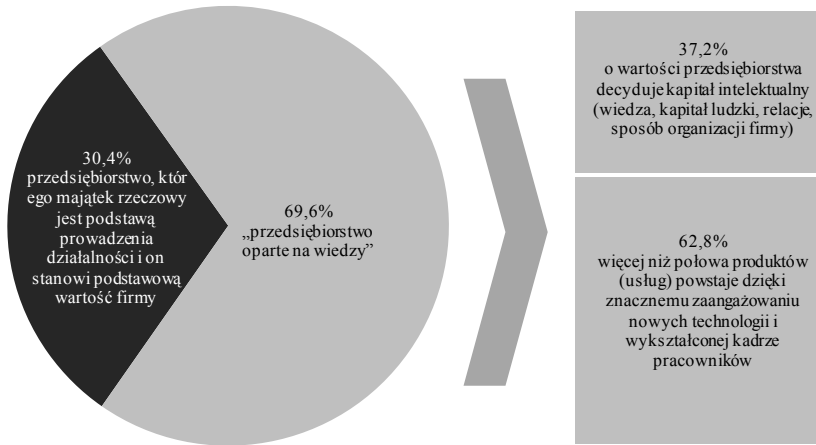 30,4%
przedsiębiorstwo, któr
ego majątek rzeczowy
jest podstawą
prowadzenia
działalności i on
stanowi podstawową
wartość firmy
69,6%
„przedsiębiorstwo
oparte na wiedzy”
37,2%
o wartości przedsiębiorstwa
decyduje kapitał intelektualny
(wiedza, kapitał ludzki, relacje,
sposób organizacji firmy)
62,8%
więcej niż połowa produktów
(usług) powstaje dzięki
znacznemu zaangażowaniu
nowych technologii i
wykształconej kadrze
pracowników